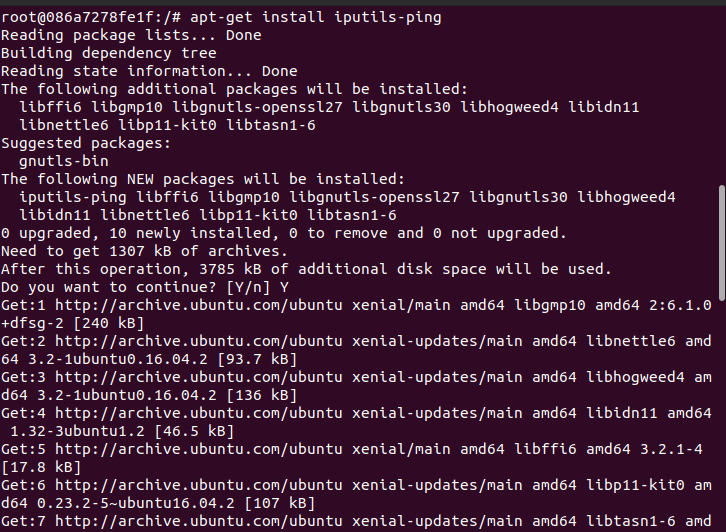 root@086a7278fe1f:/# apt-get install iputils-ping
Reading package lists... Done
Building dependency tree
Reading state information... Done
The following additional packages will be installed:
  libffi6 libgmp10 libgnutls-openssl27 libgnutls30 libhogweed4 libidn11
  libnettle6 libp11-kit0 libtasn1-6
Suggested packages:
  gnutls-bin
The following NEW packages will be installed:
  iputils-ping libffi6 libgmp10 libgnutls-openssl27 libgnutls30 libhogweed4
  libidn11 libnettle6 libp11-kit0 libtasn1-6
0 upgraded, 10 newly installed, 0 to remove and 0 not upgraded.
Need to get 1307 kB of archives.
After this operation, 3785 kB of additional disk space will be used.
Do you want to continue? [Y/n] Y
Get:1 http://archive.ubuntu.com/ubuntu xenial/main amd64 libgmp10 amd64 2:6.1.0
+dfsg-2 [240 kB]
Get:2 http://archive.ubuntu.com/ubuntu xenial-updates/main amd64 libnettle6 amd
64 3.2-1ubuntu0.16.04.2 [93.7 kB]
Get:3 http://archive.ubuntu.com/ubuntu xenial-updates/main amd64 libhogweed4 am
d64 3.2-1ubuntu0.16.04.2 [136 kB]
Get:4 http://archive.ubuntu.com/ubuntu xenial-updates/main amd64 libidn11 amd64
 1.32-3ubuntu1.2 [46.5 kB]
Get:5 http://archive.ubuntu.com/ubuntu xenial/main amd64 libffi6 amd64 3.2.1-4
[17.8 kB]
Get:6 http://archive.ubuntu.com/ubuntu xenial-updates/main amd64 libp11-kit0 am
d64 0.23.2-5~ubuntu16.04.2 [107 kB]
Get:7 http://archive.ubuntu.com/ubuntu xenial-updates/main amd64 libtasn1-6 amd